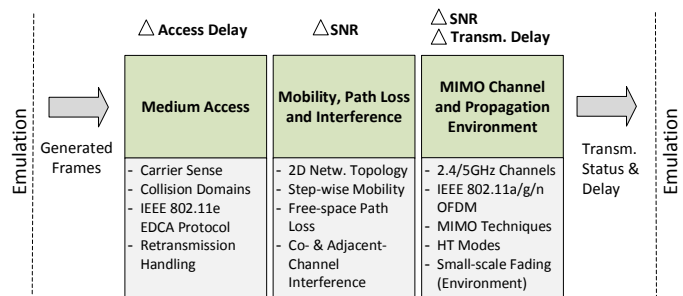 △ Access Delay
△ SNR
△ SNR
△ Transm. Delay
Emulation
Generated
Frames
Medium Access
- Carrier Sense
- Collision Domains
- IEEE 802.11e
EDCA Protocol
- Retransmission
Handling
Mobility, Path Loss
and Interference
- 2D Netw. Topology
- Step-wise Mobility
- Free-space Path
Loss
- Co- & Adjacent-
Channel
Interference
MIMO Channel
and Propagation
Environment
- 2.4/5GHz Channels
- IEEE 802.11a/g/n
OFDM
- MIMO Techniques
- HT Modes
- Small-scale Fading
(Environment)
Transm.
Status &
Delay
Emulation